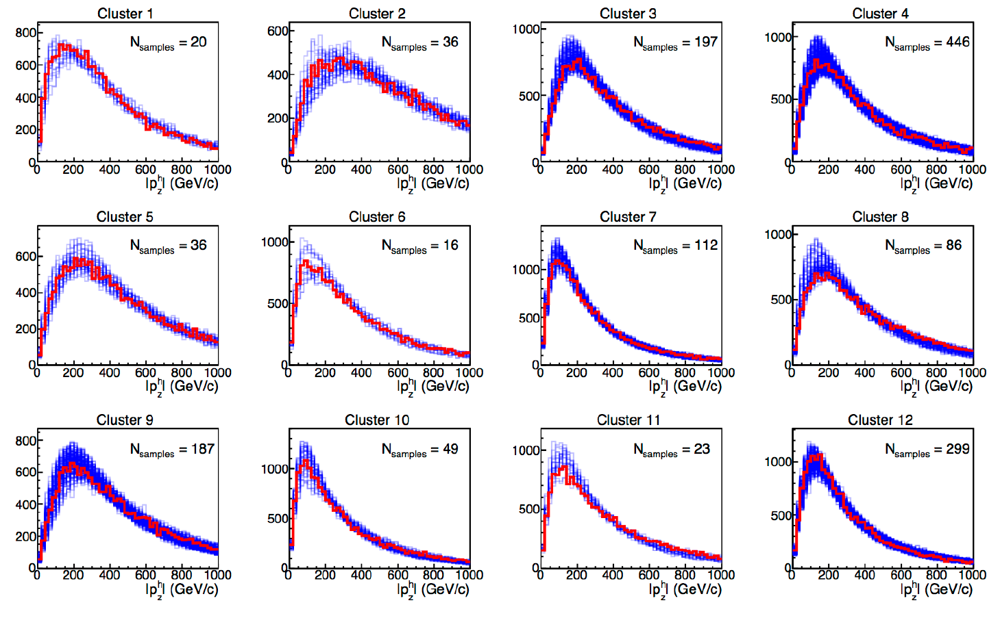 Cluster 1 Cluster 2 Cluster 3 Cluster 4
N_samples = 20 N_samples = 36 N_samples = 197 N_samples = 446
800 600 1000 1000
600 400 500 500
400 200 0 0
200 0
0
0 200 400 600 800 1000 0 200 400 600 800 1000 0 200 400 600 800 1000 0 200 400 600 800 1000
|p_z^h| (GeV/c) |p_z^h| (GeV/c) |p_z^h| (GeV/c) |p_z^h| (GeV/c)
Cluster 5 Cluster 6 Cluster 7 Cluster 8
N_samples = 36 N_samples = 16 N_samples = 112 N_samples = 86
600 1000 1000 1000
400 500 500 500
200 0 0 0
0
0 200 400 600 800 1000 0 200 400 600 800 1000 0 200 400 600 800 1000 0 200 400 600 800 1000
|p_z^h| (GeV/c) |p_z^h| (GeV/c) |p_z^h| (GeV/c) |p_z^h| (GeV/c)
Cluster 9 Cluster 10 Cluster 11 Cluster 12
N_samples = 187 N_samples = 49 N_samples = 23 N_samples = 299
800 1000 1000 1000
600 500 500 500
400 0 0 0
200
0
0 200 400 600 800 1000 0 200 400 600 800 1000 0 200 400 600 800 1000 0 200 400 600 800 1000
|p_z^h| (GeV/c) |p_z^h| (GeV/c) |p_z^h| (GeV/c) |p_z^h| (GeV/c)